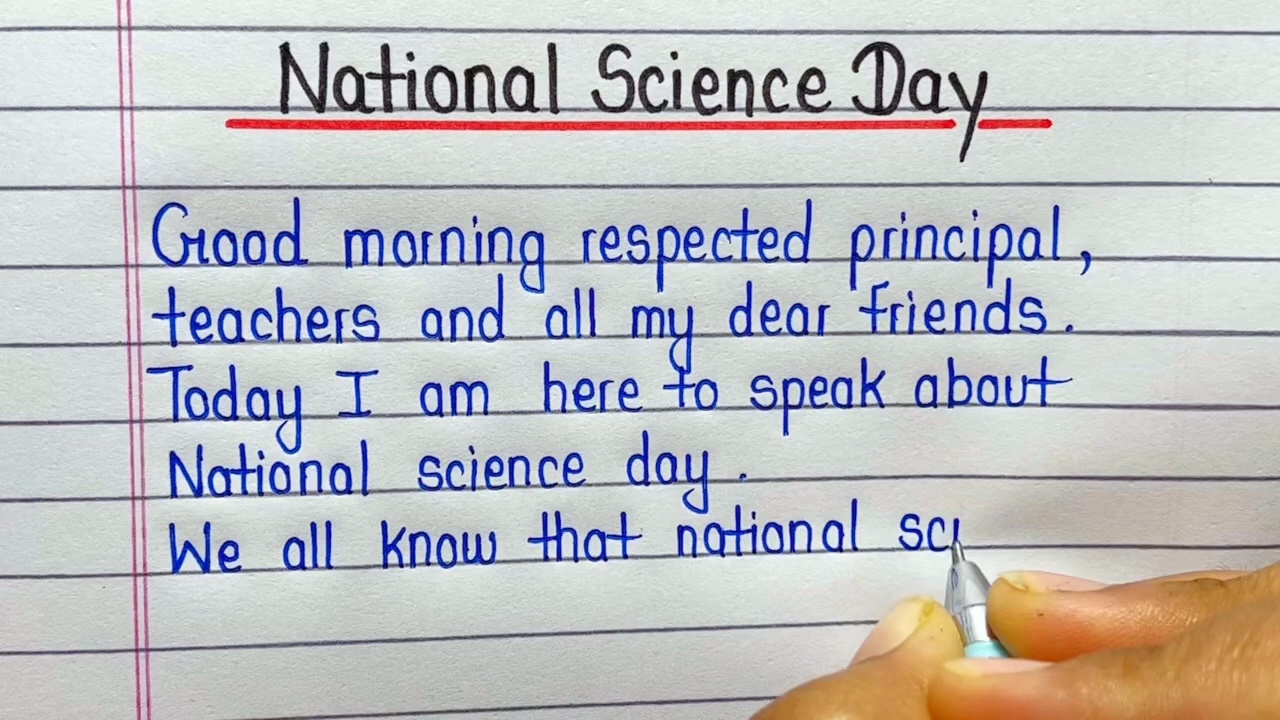 National Science Day
Good morning respected principal,
teachers and all my dear friends.
Today I am here to speak about
National science day.
We all know that national sci